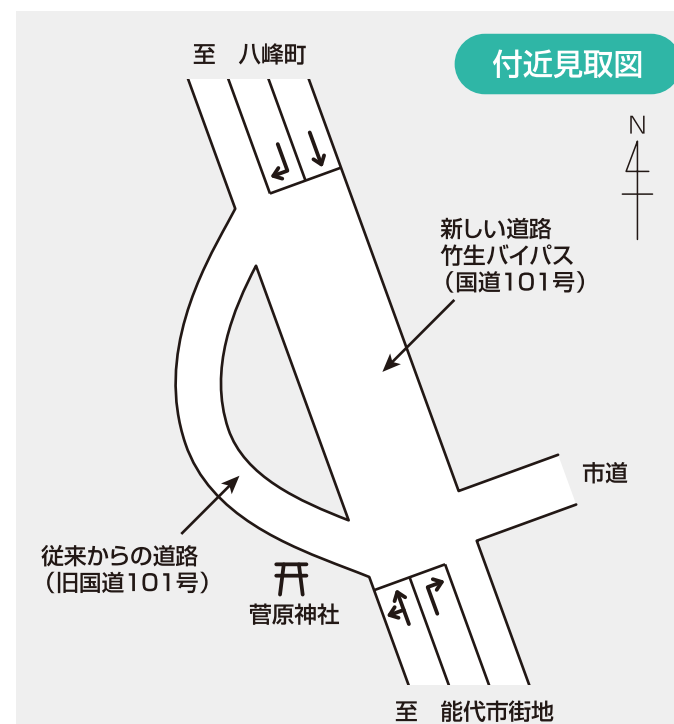 至 八峰町
付近見取図
N
新しい道路
竹生バイパス
（国道101号）
市道
従来からの道路
（旧国道101号）
菅原神社
至 能代市街地